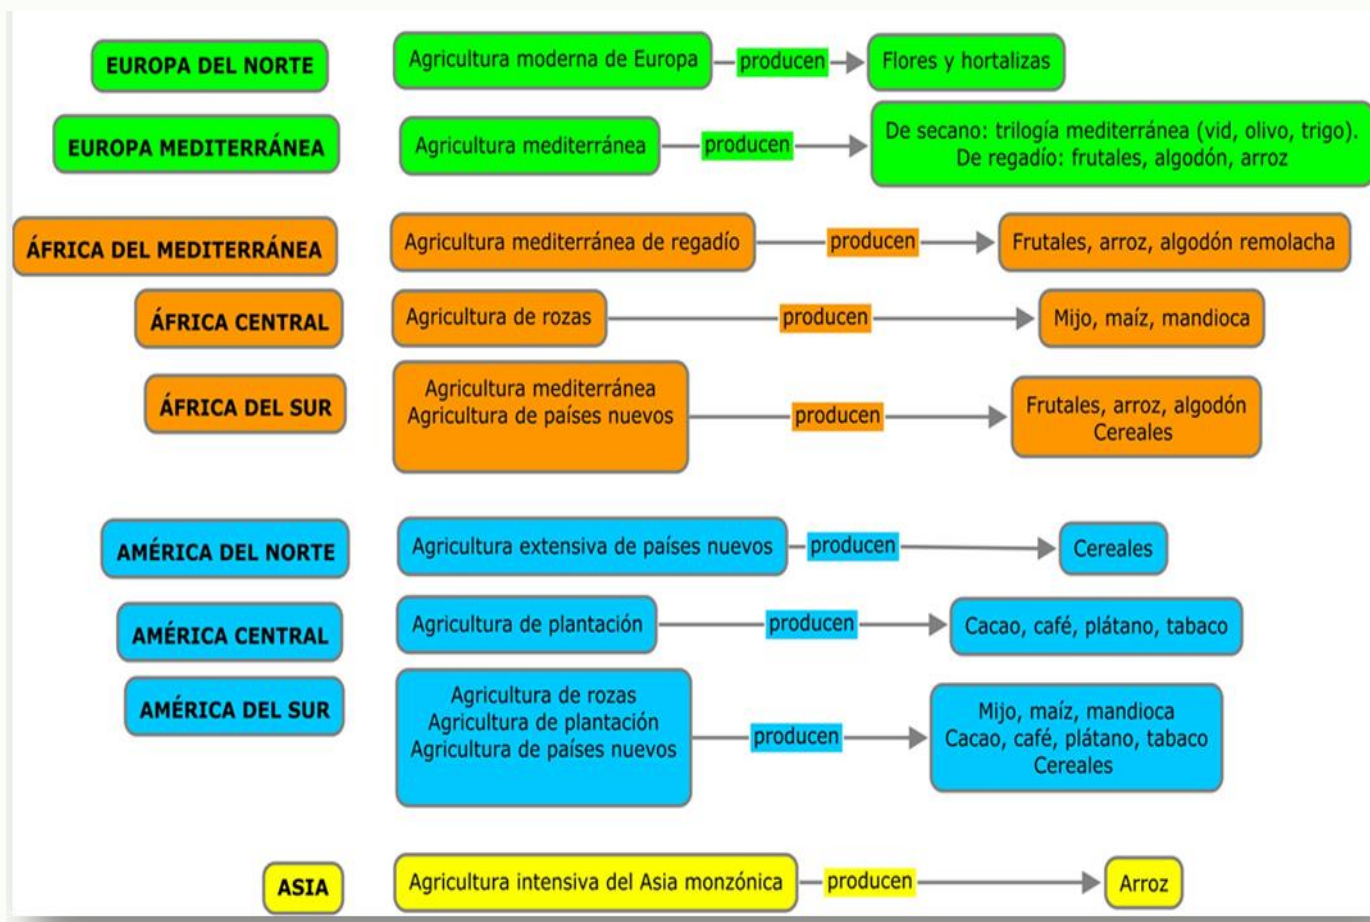 EUROPA DEL NORTE
Agricultura moderna de Europa
producen
Flores y hortalizas
EUROPA MEDITERRÁNEA
Agricultura mediterránea
producen
De secano: trilogía mediterránea (vid, olivo, trigo).
De regadío: frutales, algodón, arroz
ÁFRICA DEL MEDITERRÁNEA
Agricultura mediterránea de regadío
producen
Frutales, arroz, algodón remolacha
ÁFRICA CENTRAL
Agricultura de rozas
producen
Mijo, maíz, mandioca
ÁFRICA DEL SUR
Agricultura mediterránea
Agricultura de países nuevos
producen
Frutales, arroz, algodón
Cereales
AMÉRICA DEL NORTE
Agricultura extensiva de países nuevos
producen
Cereales
AMÉRICA CENTRAL
Agricultura de plantación
producen
Cacao, café, plátano, tabaco
AMÉRICA DEL SUR
Agricultura de rozas
Agricultura de plantación
Agricultura de países nuevos
producen
Mijo, maíz, mandioca
Cacao, café, plátano, tabaco
Cereales
ASIA
Agricultura intensiva del Asia monzónica
producen
Arroz